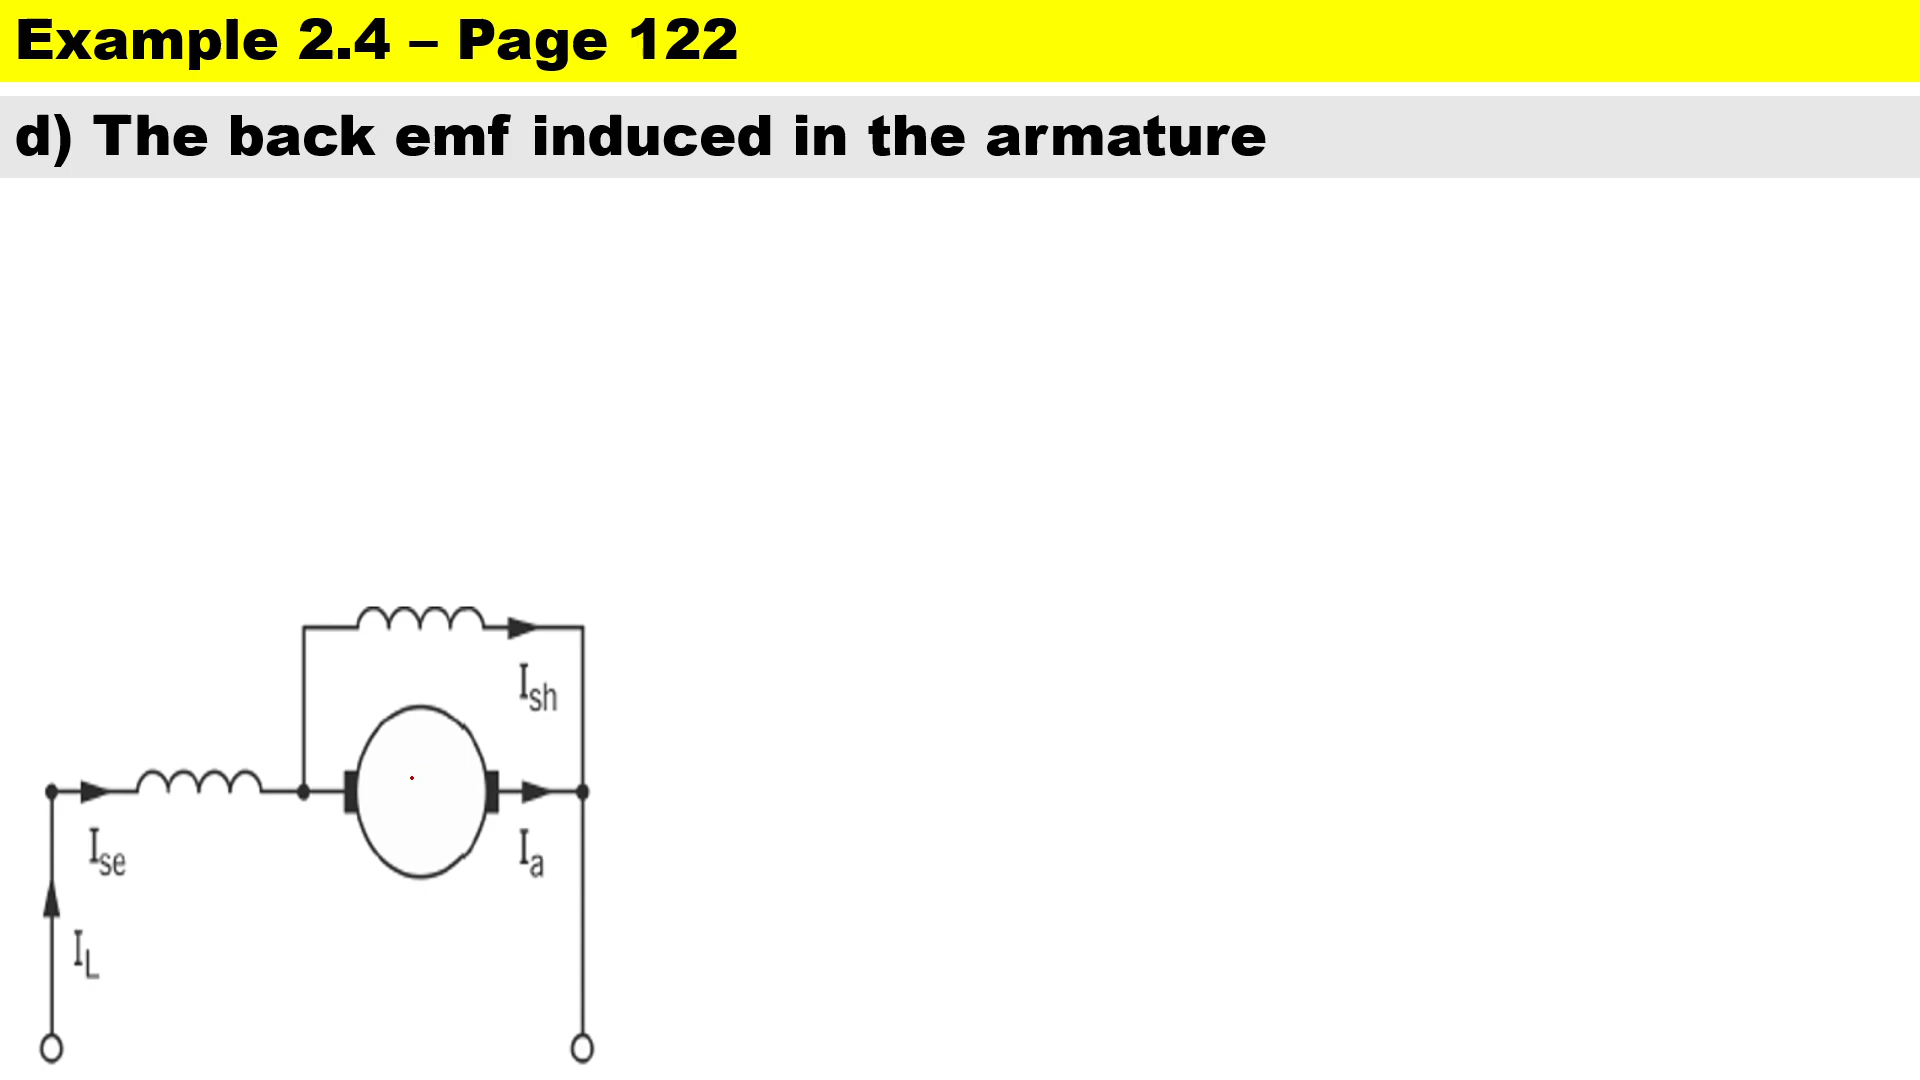 Example 2.4 – Page 122
d) The back emf induced in the armature
Ish
Ise
Ia
IL